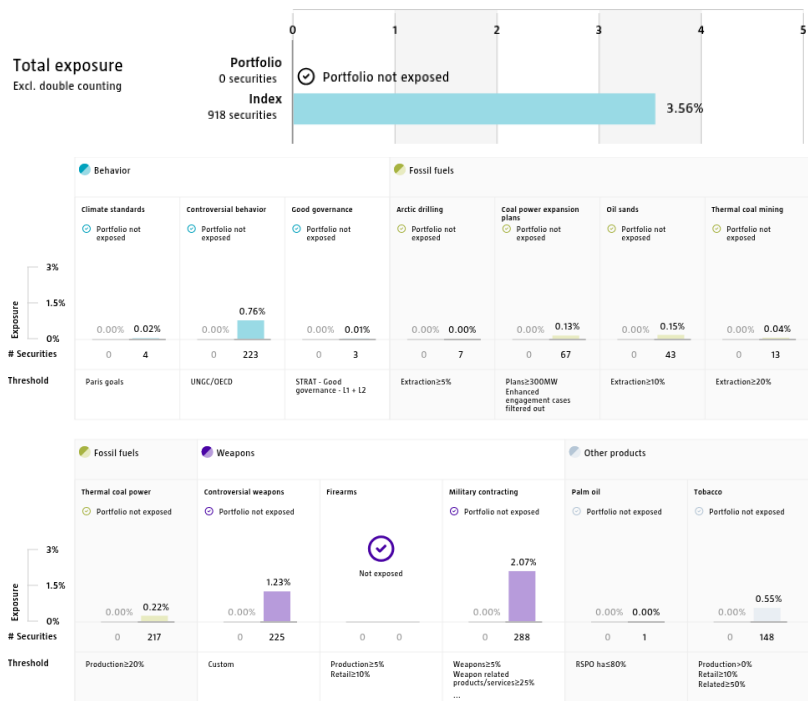 0 1 2 3 4 5
Total exposure
Excl. double counting
Portfolio
0 securities
Portfolio not exposed
Index
918 securities
3.56%
Behavior
Fossil fuels
Climate standards
Controversial behavior
Good governance
Arctic drilling
Coal power expansion
plans
Oil sands
Thermal coal mining
Portfolio not
exposed
Portfolio not
exposed
Portfolio not
exposed
Portfolio not
exposed
Portfolio not
exposed
Portfolio not
exposed
Portfolio not
exposed
Exposure
3%
1.5%
0%
0.00% 0.02%
0.00% 0.76%
0.00% 0.01%
0.00% 0.00%
0.00% 0.13%
0.00% 0.15%
0.00% 0.04%
# Securities
0 4
0 223
0 3
0 7
0 67
0 43
0 13
Threshold
Paris goals
UNGC/OECD
STRAT - Good
governance - L1 + L2
Extraction≥5%
Plans≥300MW
Enhanced
engagement cases
filtered out
Extraction≥10%
Extraction≥20%
Fossil fuels
Weapons
Other products
Thermal coal power
Controversial weapons
Firearms
Military contracting
Palm oil
Tobacco
Portfolio not exposed
Portfolio not exposed
Not exposed
Portfolio not exposed
Portfolio not exposed
Portfolio not exposed
Exposure
3%
1.5%
0%
0.00% 0.22%
0.00% 1.23%
0.00% 2.07%
0.00% 0.00%
0.00% 0.55%
# Securities
0 217
0 225
0 0
0 288
0 1
0 148
Threshold
Production≥20%
Custom
Production≥5%
Retail≥10%
Weapons≥5%
Weapon related
products/services≥25%
...
RSPO ha≤80%
Production>0%
Retail≥10%
Related≥50%